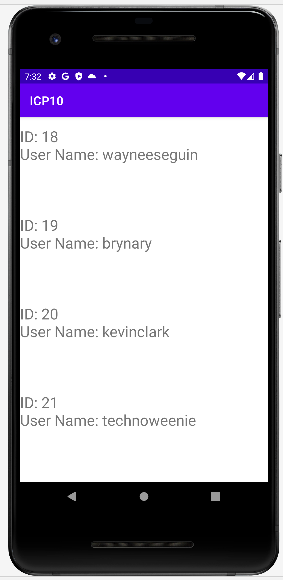 7:32
ICP10
ID: 18
User Name: wayneeseguin
ID: 19
User Name: brynary
ID: 20
User Name: kevinclark
ID: 21
User Name: technoweenie